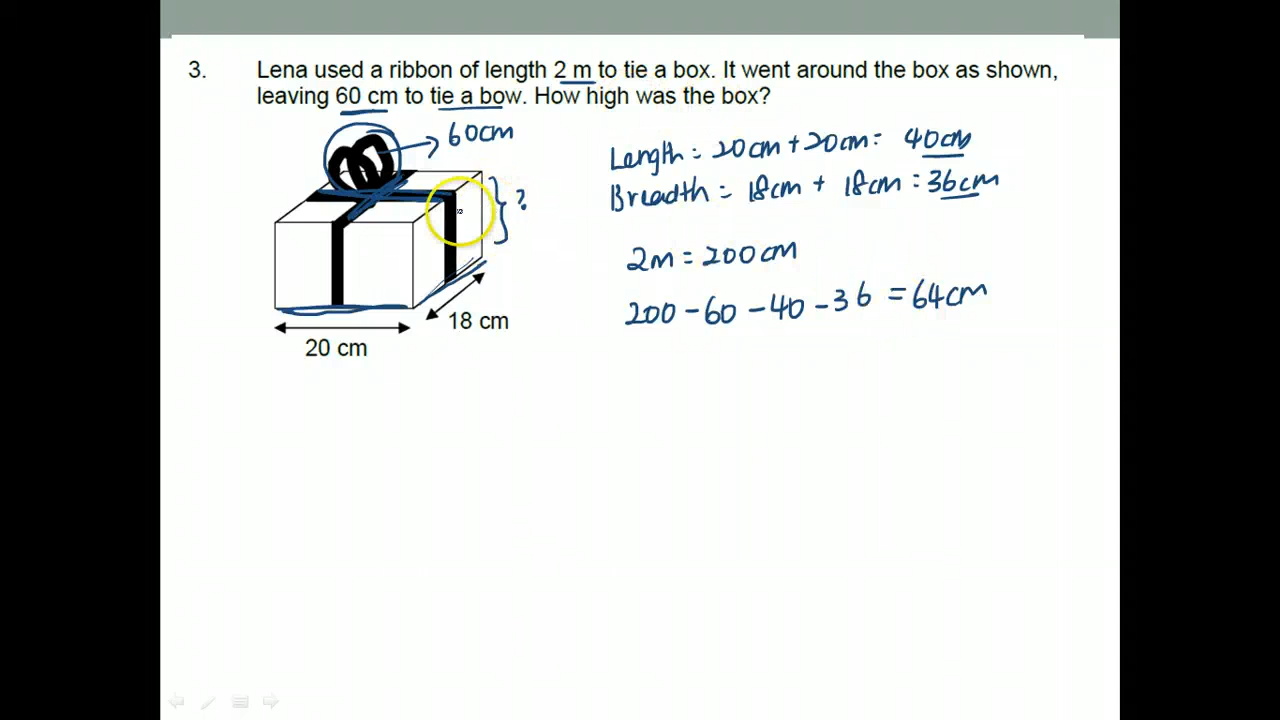 3. Lena used a ribbon of length 2 m to tie a box. It went around the box as shown,
leaving 60 cm to tie a bow. How high was the box?
60cm
Length = 20cm + 20cm = 40cm
Breadth = 18cm + 18cm = 36cm
?
2m = 200cm
200 - 60 - 40 - 36 = 64cm
18 cm
20 cm